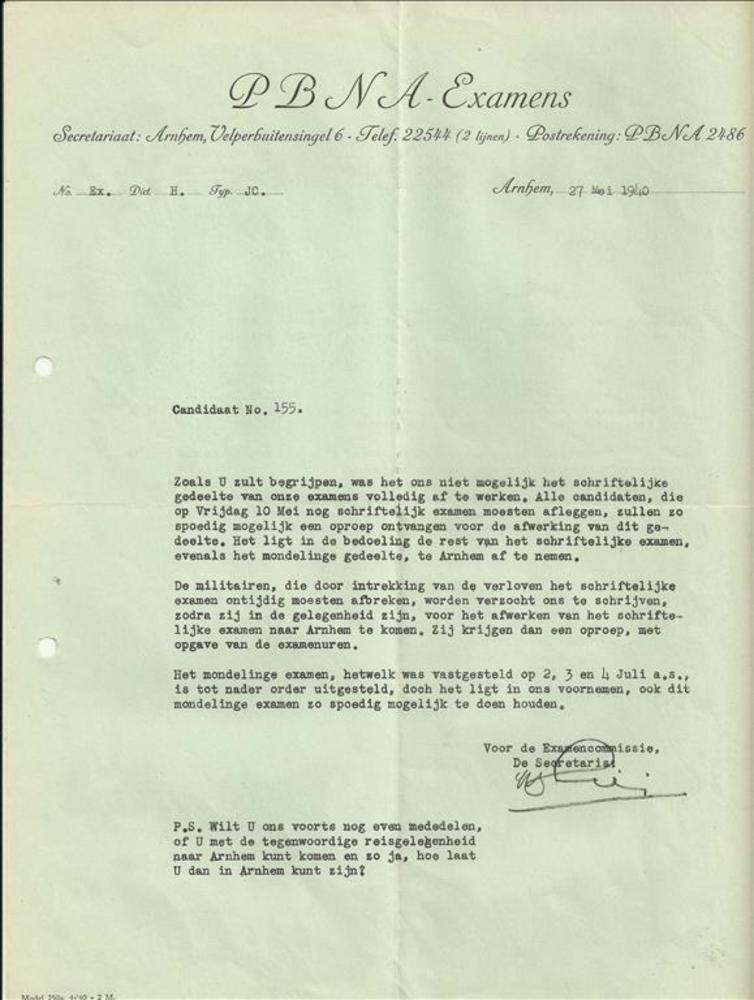 PBNA-Examens
Secretariaat: Arnhem, Velperbuitensingel 6 - Telef. 22544 (2 lijnen) - Postrekening: PBNA 2486
No. Ex. Dict. H. Typ. JC.
Arnhem, 27 Mei 1940
Candidaat No. 155.
Zoals U zult begrijpen, was het ons niet mogelijk het schriftelijke
gedeelte van onze examens volledig af te werken. Alle candidaten, die
op Vrijdag 10 Mei nog schriftelijk examen moesten afleggen, zullen zo
spoedig mogelijk een oproep ontvangen voor de afwerking van dit ge-
deelte. Het ligt in de bedoeling de rest van het schriftelijke examen,
evenals het mondelinge gedeelte, te Arnhem af te nemen.
De militairen, die door intrekking van de verloven het schriftelijke
examen ontijdig moesten afbreken, worden verzocht ons te schrijven,
zodra zij in de gelegenheid zijn, voor het afwerken van het schrifte-
lijke examen naar Arnhem te komen. Zij krijgen dan een oproep, met
opgave van de examenuren.
Het mondelinge examen, hetwelk was vastgesteld op 2, 3 en 4 Juli a.s.,
is tot nader order uitgesteld, doch het ligt in ons voornemen, ook dit
mondelinge examen zo spoedig mogelijk te doen houden.
Voor de Examencommissie,
De Secretaris!
P.S. Wilt U ons voorts nog even mededelen,
of U met de tegenwoordige reisgelegenheid
naar Arnhem kunt komen en zo ja, hoe laat
U dan in Arnhem kunt zijn?
Model 250a. 4/'40 - 2 M.